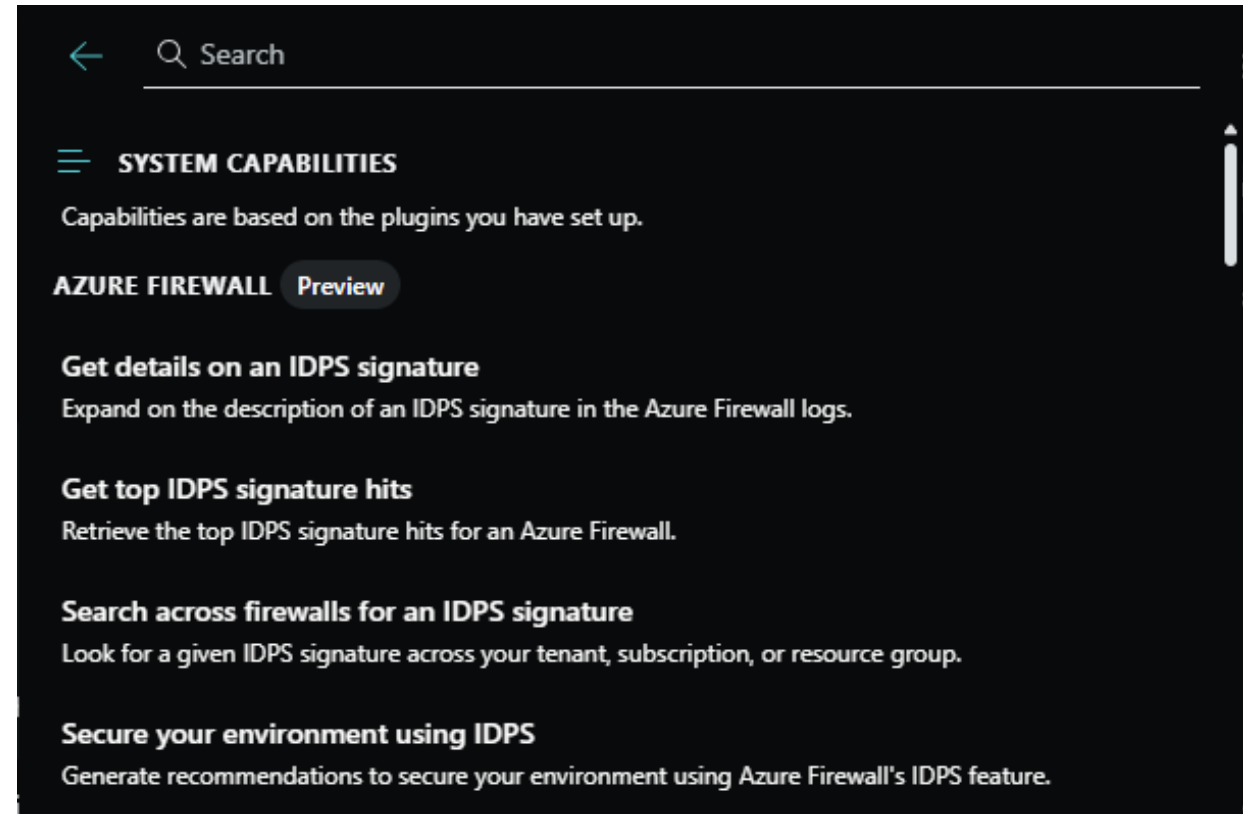 Search
SYSTEM CAPABILITIES
Capabilities are based on the plugins you have set up.
AZURE FIREWALL Preview
Get details on an IDPS signature
Expand on the description of an IDPS signature in the Azure Firewall logs.
Get top IDPS signature hits
Retrieve the top IDPS signature hits for an Azure Firewall.
Search across firewalls for an IDPS signature
Look for a given IDPS signature across your tenant, subscription, or resource group.
Secure your environment using IDPS
Generate recommendations to secure your environment using Azure Firewall's IDPS feature.